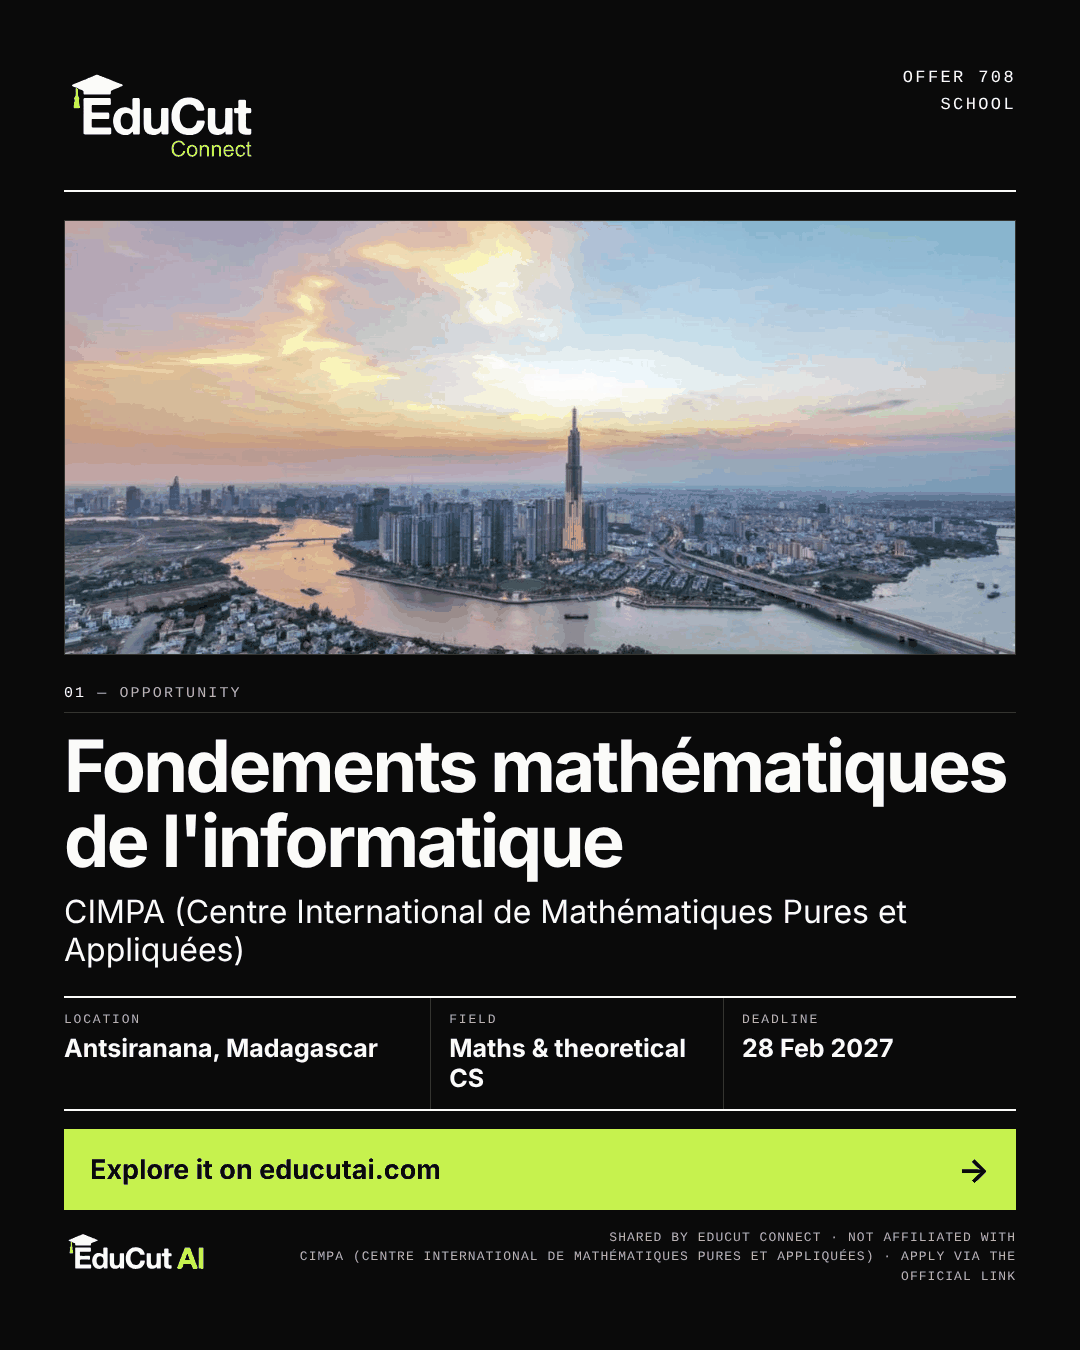 EduCut
Connect
OFFER 708
SCHOOL
01 — OPPORTUNITY
Fondements mathématiques
de l'informatique
CIMPA (Centre International de Mathématiques Pures et
Appliquées)
LOCATION
Antsiranana, Madagascar
FIELD
Maths & theoretical
CS
DEADLINE
28 Feb 2027
Explore it on educutai.com →
EduCut AI
SHARED BY EDUCUT CONNECT · NOT AFFILIATED WITH
CIMPA (CENTRE INTERNATIONAL DE MATHÉMATIQUES PURES ET APPLIQUÉES) · APPLY VIA THE
OFFICIAL LINK